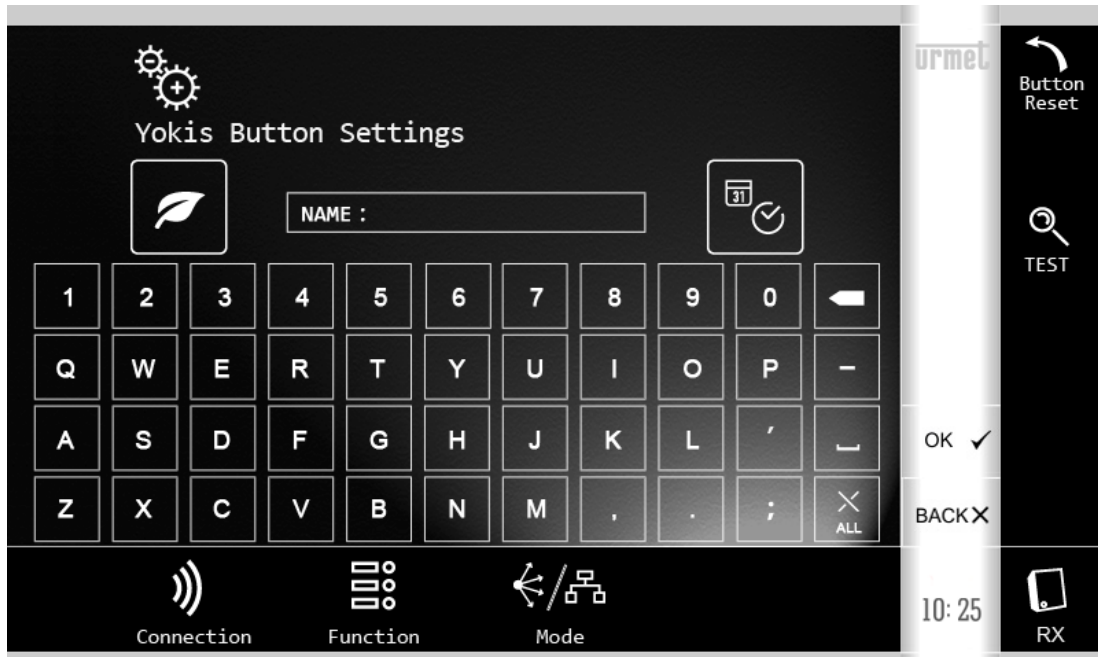 urmet
Button
Reset
Yokis Button Settings
31
NAME :
TEST
1 2 3 4 5 6 7 8 9 0
Q W E R T Y U I O P -
A S D F G H J K L ′
OK
Z X C V B N M , . ;
ALL
BACK
10:25
Connection
Function
Mode
RX